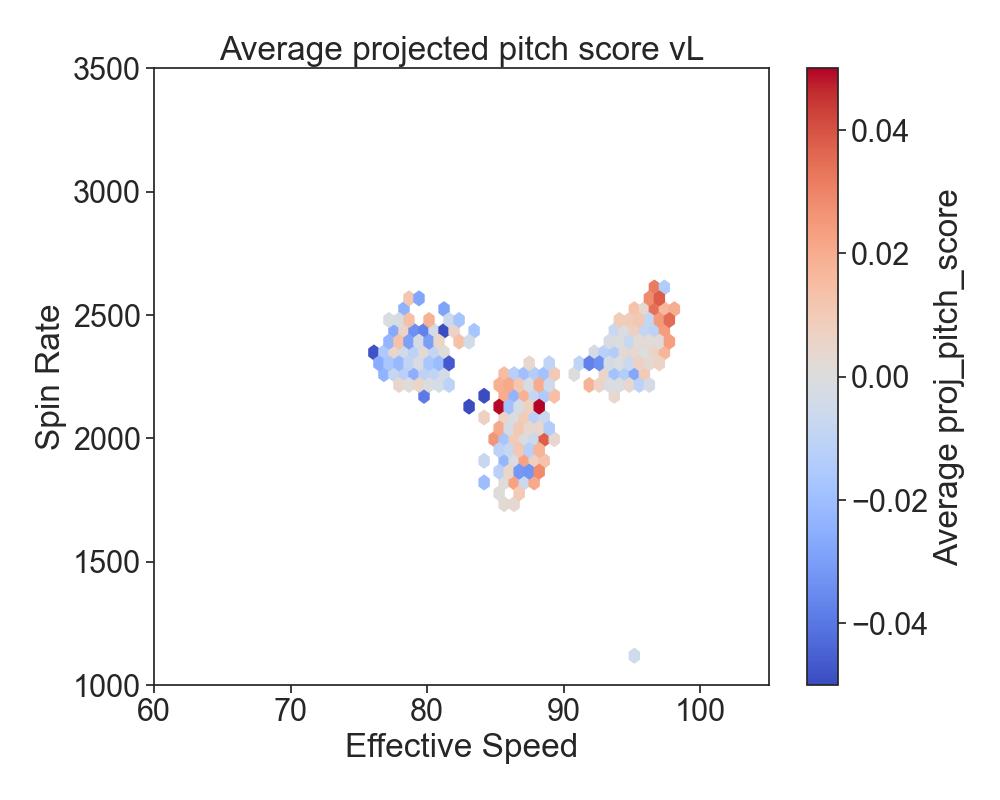 Average projected pitch score vL
3500
3000
2500
2000
1500
1000
Spin Rate
60 70 80 90 100
Effective Speed
0.04
0.02
0.00
−0.02
−0.04
Average proj_pitch_score